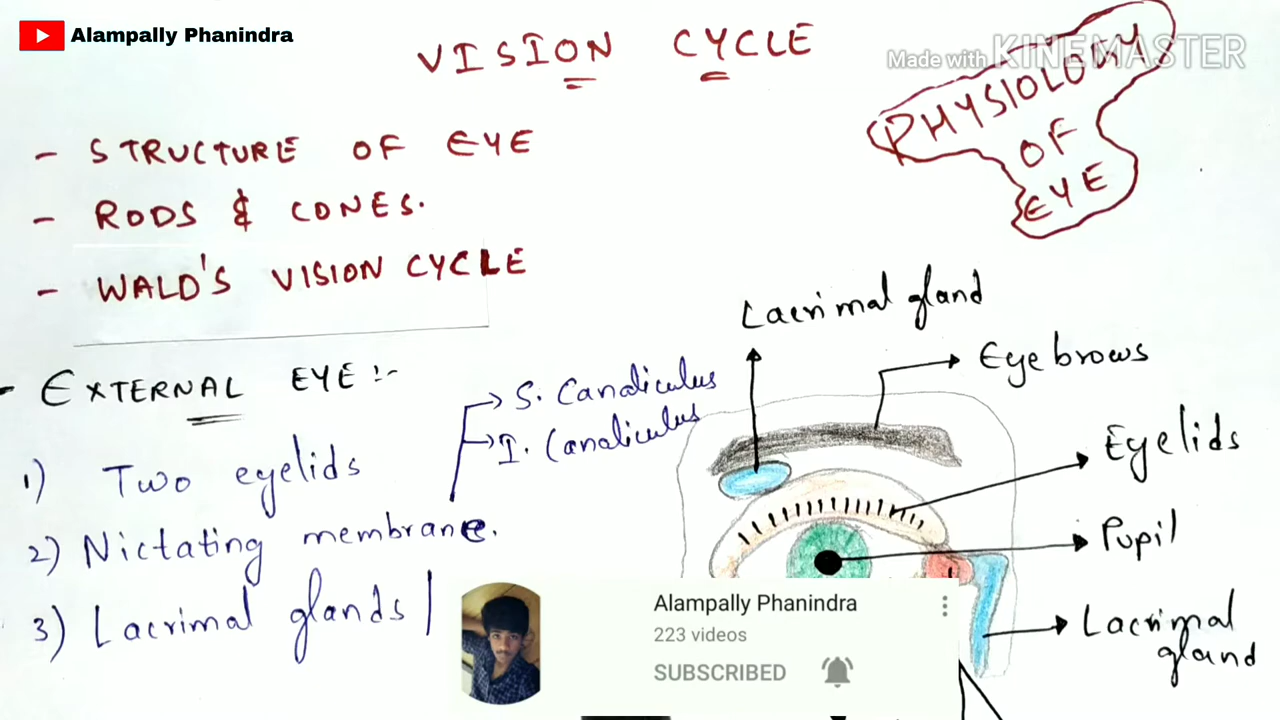 Alampally Phanindra
VISION CYCLE
Made with KINEMASTER
PHYSIOLOGY
OF
EYE
- STRUCTURE OF EYE
- RODS & CONES.
- WALD'S VISION CYCLE
Lacrimal gland
Eyebrows
- EXTERNAL EYE :-
S. Canaliculus
I. Canaliculus
Eyelids
1) Two eyelids
Pupil
2) Nictating membrane.
3) Lacrimal glands
Lacrimal
gland
Alampally Phanindra
223 videos
SUBSCRIBED